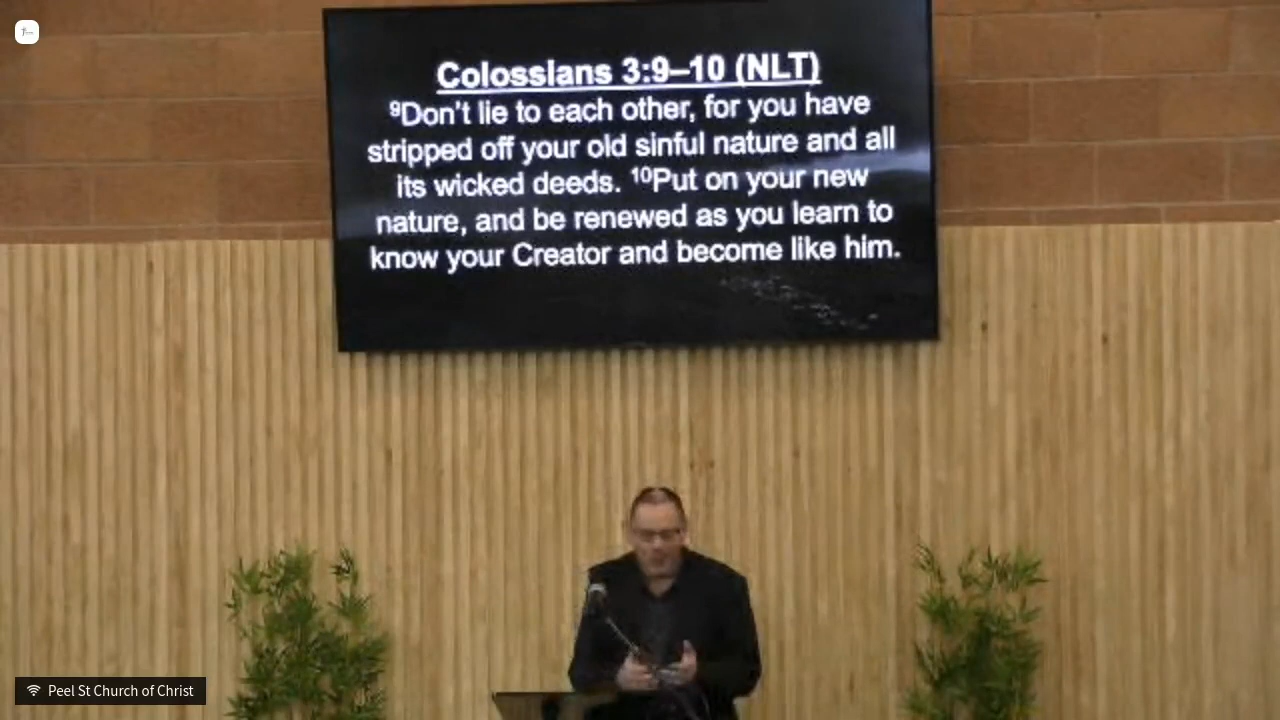 Colossians 3:9–10 (NLT)
⁹Don't lie to each other, for you have
stripped off your old sinful nature and all
its wicked deeds. ¹⁰Put on your new
nature, and be renewed as you learn to
know your Creator and become like him.
Peel St Church of Christ